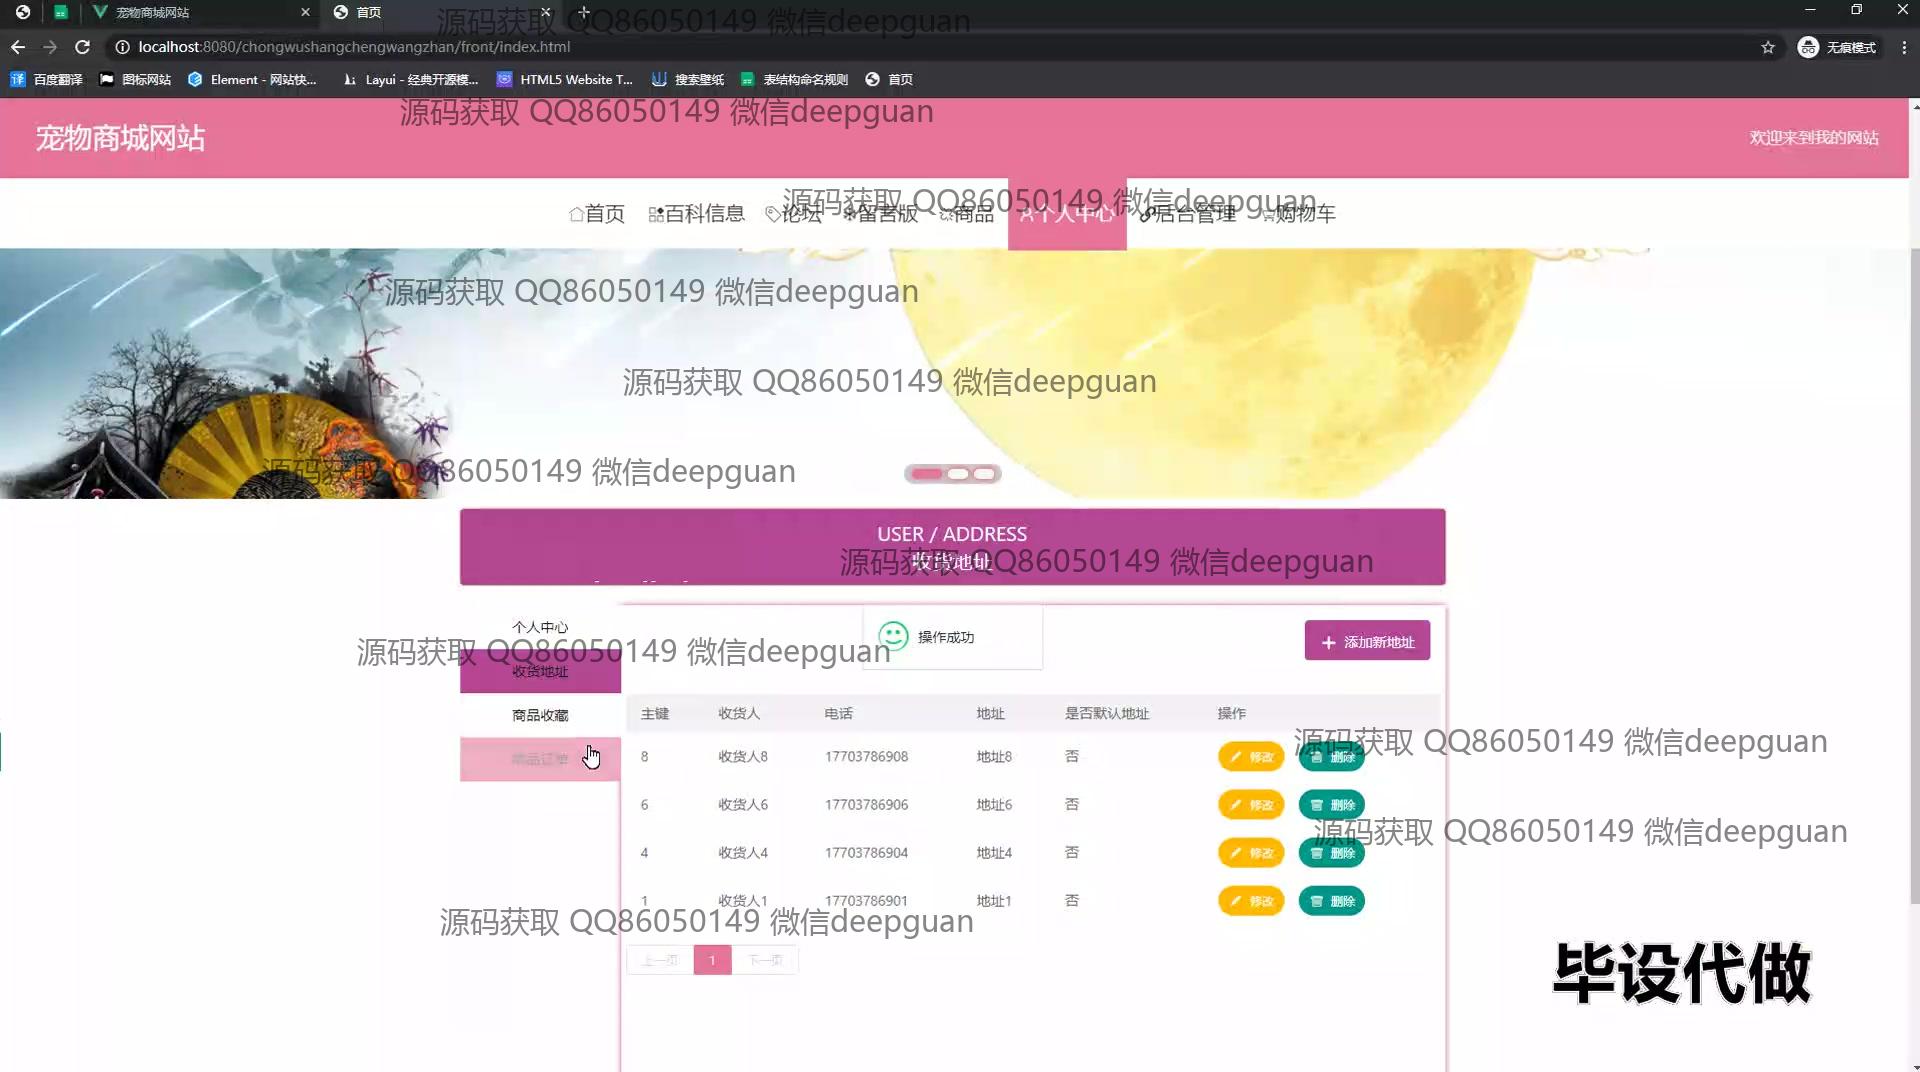 宠物商城网站
首页
源码获取 QQ86050149 微信deepguan
localhost:8080/chongwushangchengwangzhan/front/index.html
无痕模式
百度翻译 图标网站 Element - 网站快... Layui - 经典开源模... HTML5 Website T... 搜索壁纸 表结构命名规则 首页
源码获取 QQ86050149 微信deepguan
宠物商城网站
欢迎来到我的网站
源码获取 QQ86050149 微信deepguan
首页 百科信息 论坛 留言版 商品 个人中心 后台管理 购物车
源码获取 QQ86050149 微信deepguan
源码获取 QQ86050149 微信deepguan
源码获取 QQ86050149 微信deepguan
USER / ADDRESS
收货地址
源码获取 QQ86050149 微信deepguan
个人中心
操作成功
添加新地址
源码获取 QQ86050149 微信deepguan
收货地址
商品收藏
商品订单
主键 收货人 电话 地址 是否默认地址 操作
源码获取 QQ86050149 微信deepguan
8 收货人8 17703786908 地址8 否 修改 删除
6 收货人6 17703786906 地址6 否 修改 删除
源码获取 QQ86050149 微信deepguan
4 收货人4 17703786904 地址4 否 修改 删除
1 收货人1 17703786901 地址1 否 修改 删除
源码获取 QQ86050149 微信deepguan
上一页 1 下一页
毕设代做